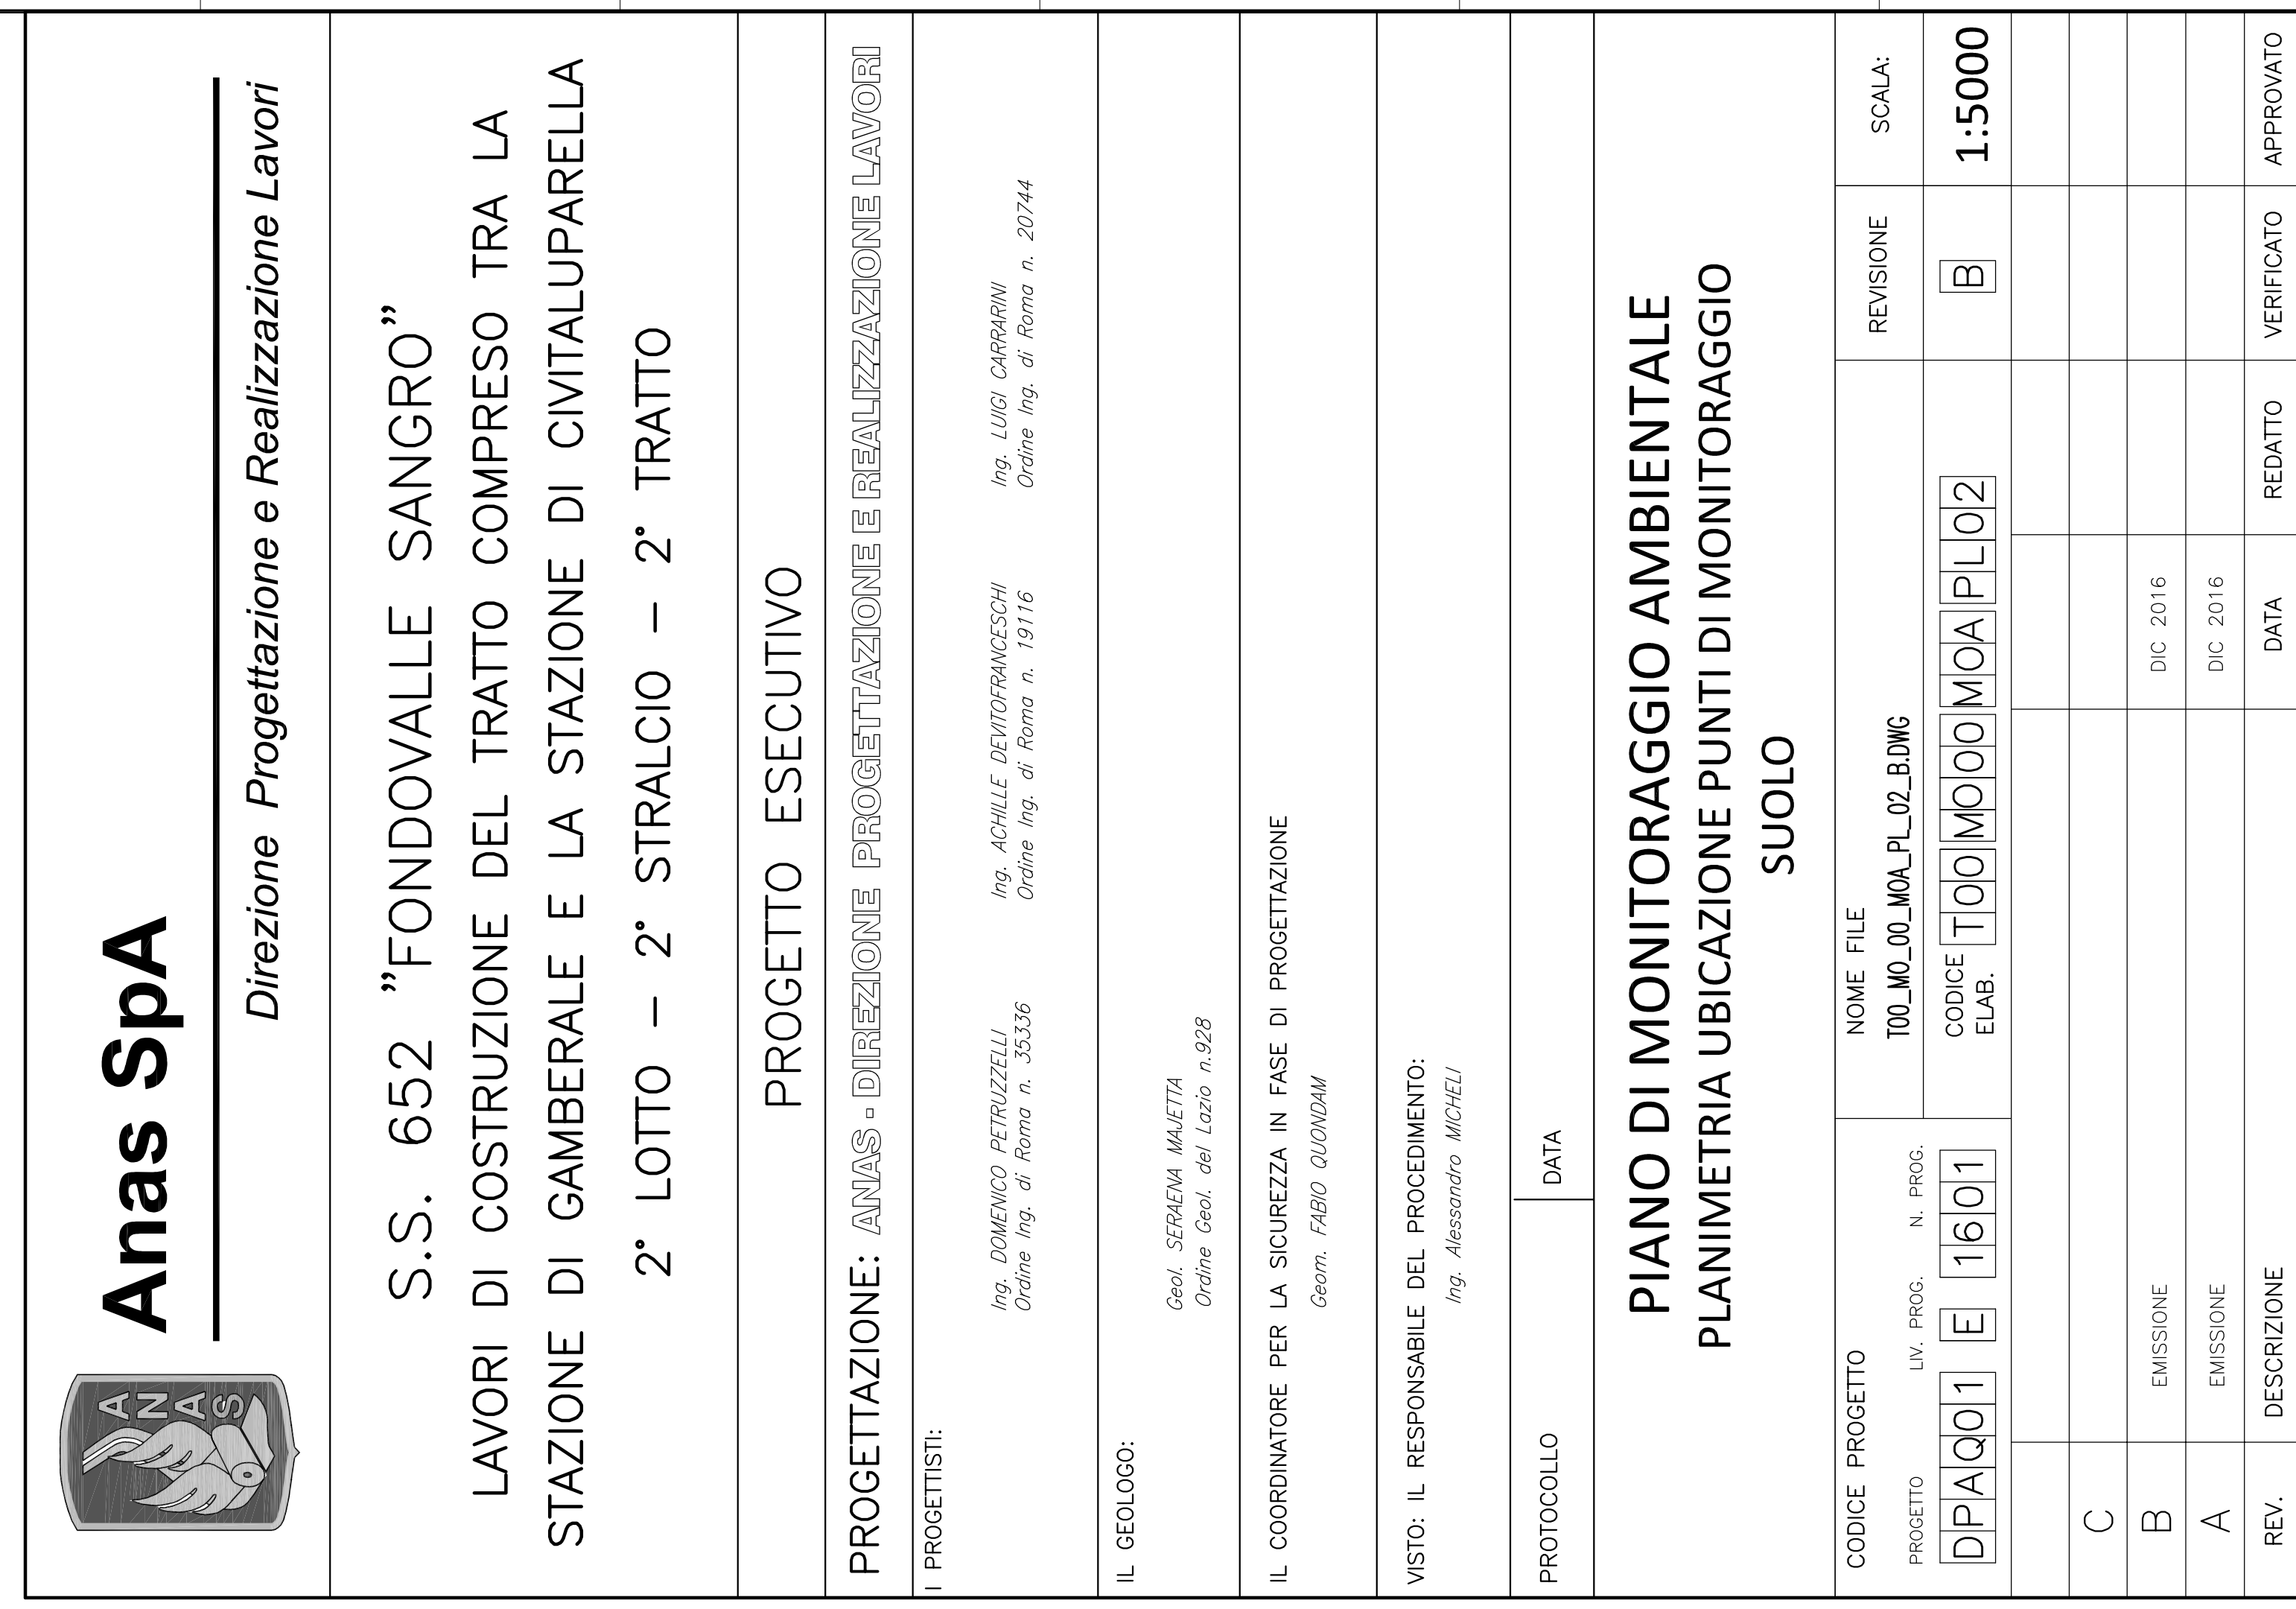 ANAS
Anas SpA
Direzione Progettazione e Realizzazione Lavori
S.S. 652 "FONDOVALLE SANGRO"
LAVORI DI COSTRUZIONE DEL TRATTO COMPRESO TRA LA
STAZIONE DI GAMBERALE E LA STAZIONE DI CIVITALUPARELLA
2° LOTTO – 2° STRALCIO – 2° TRATTO
PROGETTO ESECUTIVO
PROGETTAZIONE: ANAS - DIREZIONE PROGETTAZIONE E REALIZZAZIONE LAVORI
I PROGETTISTI:
Ing. DOMENICO PETRUZZELLI Ing. ACHILLE DEVITOFRANCESCHI Ing. LUIGI CARRARINI
Ordine Ing. di Roma n. 35336 Ordine Ing. di Roma n. 19116 Ordine Ing. di Roma n. 20744
IL GEOLOGO:
Geol. SERAENA MAJETTA
Ordine Geol. del Lazio n.928
IL COORDINATORE PER LA SICUREZZA IN FASE DI PROGETTAZIONE
Geom. FABIO QUONDAM
VISTO: IL RESPONSABILE DEL PROCEDIMENTO:
Ing. Alessandro MICHELI
PROTOCOLLO DATA
PIANO DI MONITORAGGIO AMBIENTALE
PLANIMETRIA UBICAZIONE PUNTI DI MONITORAGGIO
SUOLO
CODICE PROGETTO NOME FILE REVISIONE SCALA:
PROGETTO LIV. PROG. N. PROG. T00_MO_00_MOA_PL_02_B.DWG
DPAQ01 E 1601 CODICE ELAB. T00 MO00 MOA PL02 B 1:5000
C
B EMISSIONE DIC 2016
A EMISSIONE DIC 2016
REV. DESCRIZIONE DATA REDATTO VERIFICATO APPROVATO